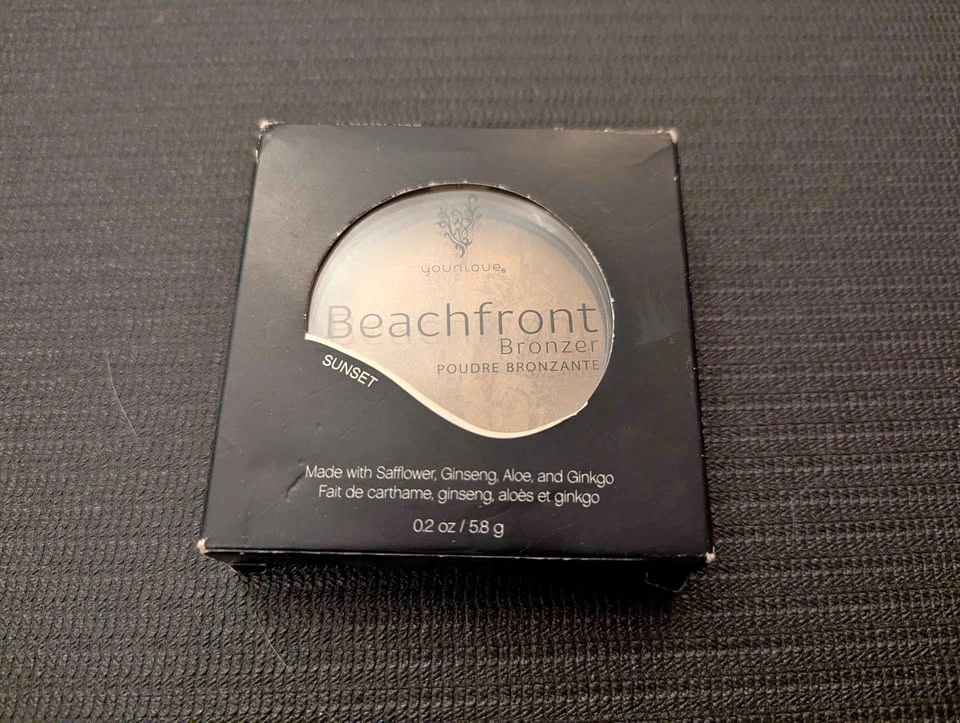 younique®
Beachfront
Bronzer
POUDRE BRONZANTE
SUNSET
Made with Safflower, Ginseng, Aloe, and Ginkgo
Fait de carthame, ginseng, aloès et ginkgo
0.2 oz / 5.8 g